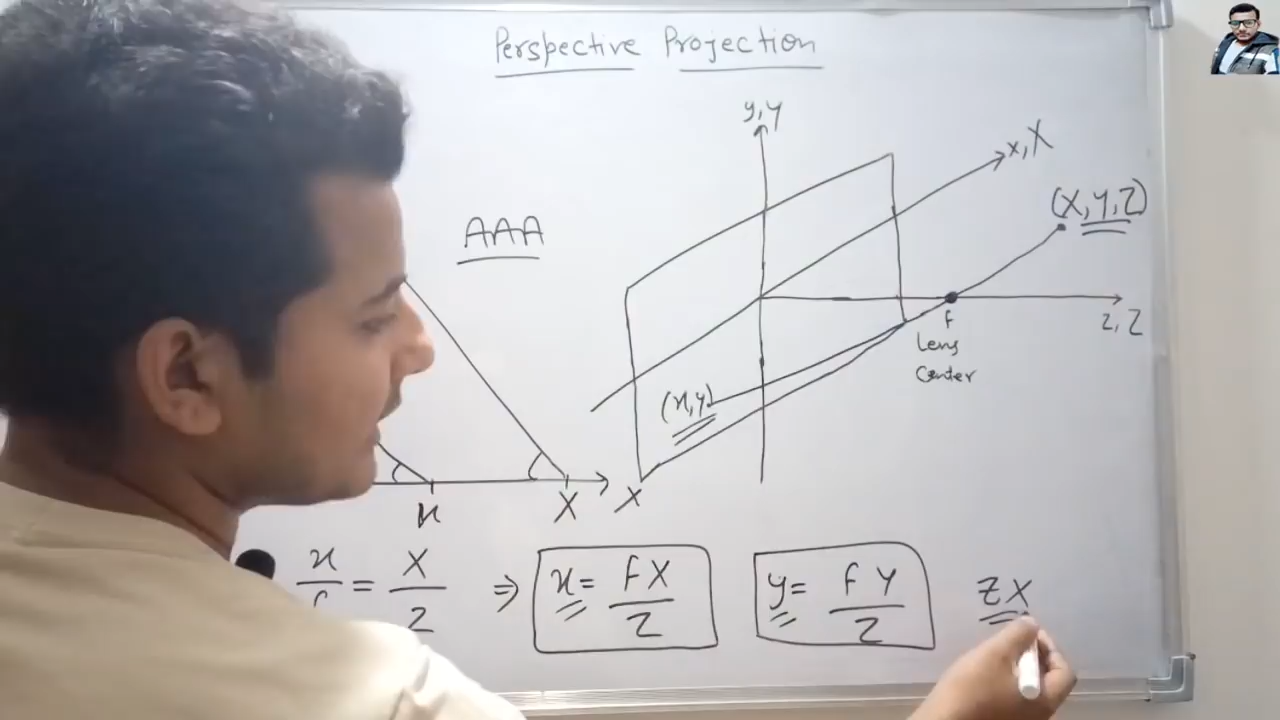 Perspective Projection
y,Y
x,X
(X,Y,Z)
AAA
z,Z
f
Lens
Center
(x,y)
x
X
X
x/f = X/Z ⇒ x = fX/Z
y = fY/Z
ZX